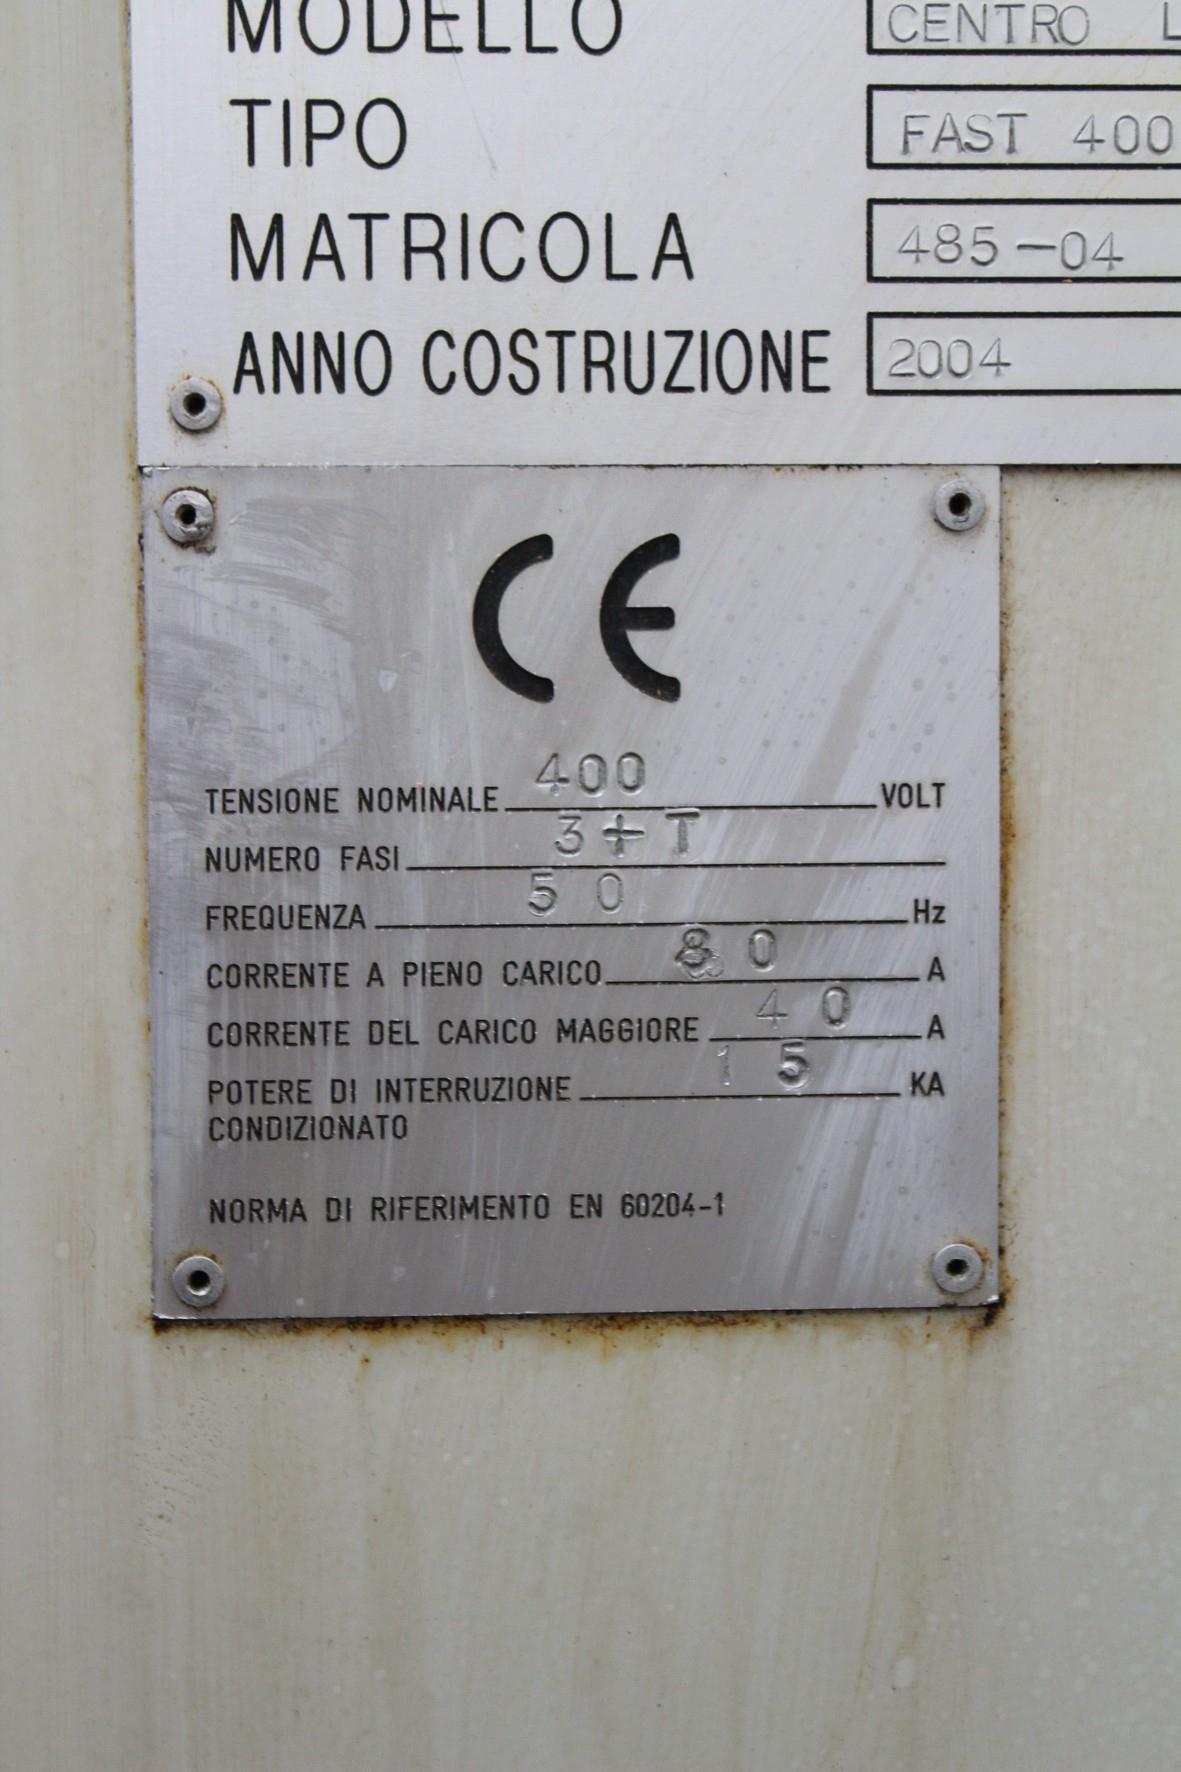 MODELLO CENTRO L
TIPO FAST 400
MATRICOLA 485-04
ANNO COSTRUZIONE 2004
CE
TENSIONE NOMINALE 400 VOLT
NUMERO FASI 3+T
FREQUENZA 50 Hz
CORRENTE A PIENO CARICO 80 A
CORRENTE DEL CARICO MAGGIORE 40 A
POTERE DI INTERRUZIONE 15 KA
CONDIZIONATO
NORMA DI RIFERIMENTO EN 60204-1